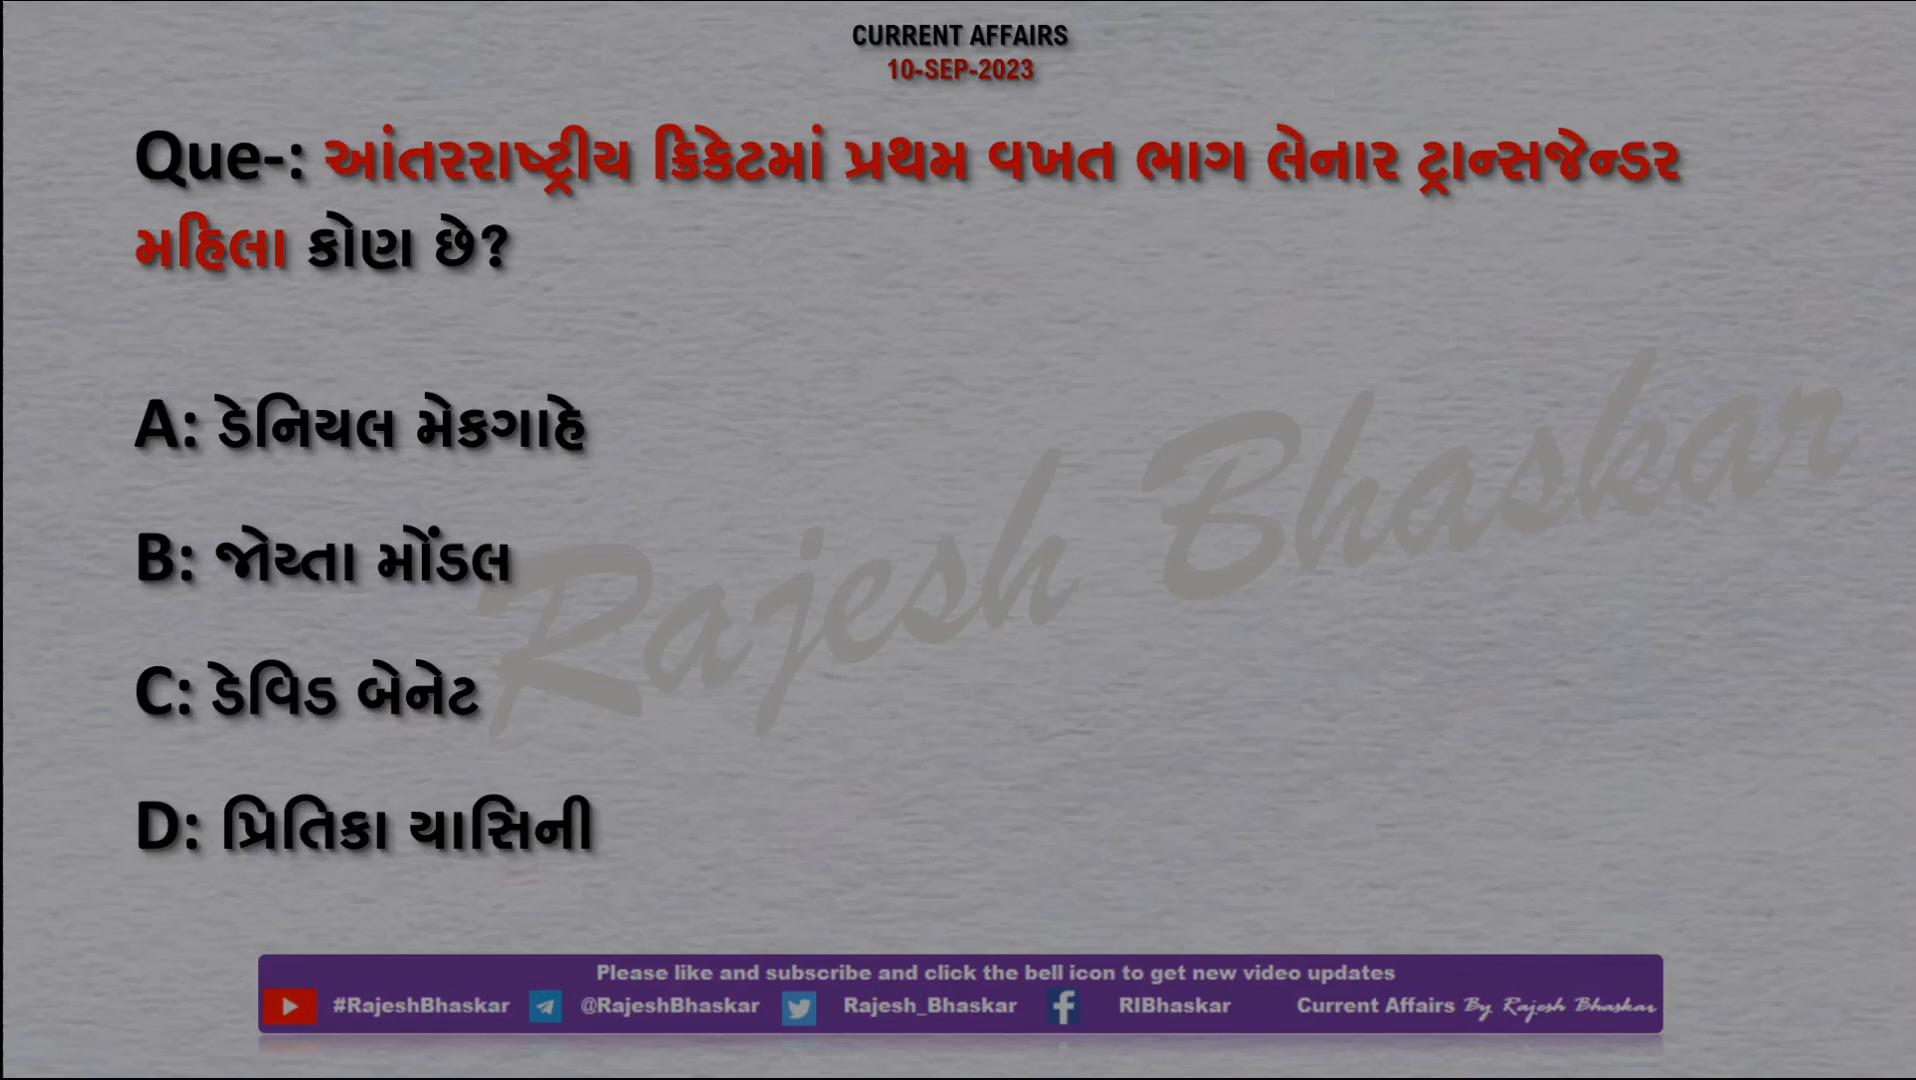 CURRENT AFFAIRS
10-SEP-2023
Que-: આંતરરાષ્ટ્રીય ક્રિકેટમાં પ્રથમ વખત ભાગ લેનાર ટ્રાન્સજેન્ડર
મહિલા કોણ છે?
A: ડેનિયલ મેકગાહે
B: જોય્તા મોંડલ
C: ડેવિડ બેનેટ
D: પ્રિતિકા યાસિની
Rajesh Bhaskar
Please like and subscribe and click the bell icon to get new video updates
#RajeshBhaskar @RajeshBhaskar Rajesh_Bhaskar f RIBhaskar Current Affairs By Rajesh Bhaskar